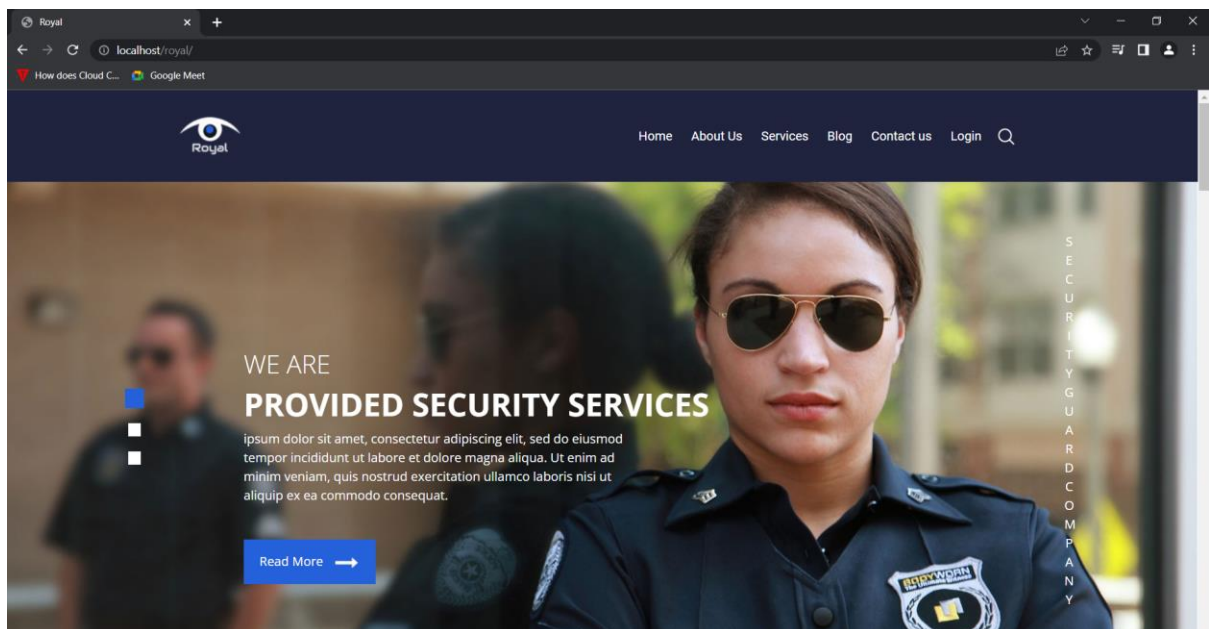 Royal
localhost/royal/
How does Cloud C... Google Meet
Royal
Home About Us Services Blog Contact us Login
WE ARE
PROVIDED SECURITY SERVICES
ipsum dolor sit amet, consectetur adipiscing elit, sed do eiusmod
tempor incididunt ut labore et dolore magna aliqua. Ut enim ad
minim veniam, quis nostrud exercitation ullamco laboris nisi ut
aliquip ex ea commodo consequat.
Read More
SECURITYGUARDCOMPANY
BODYWORN